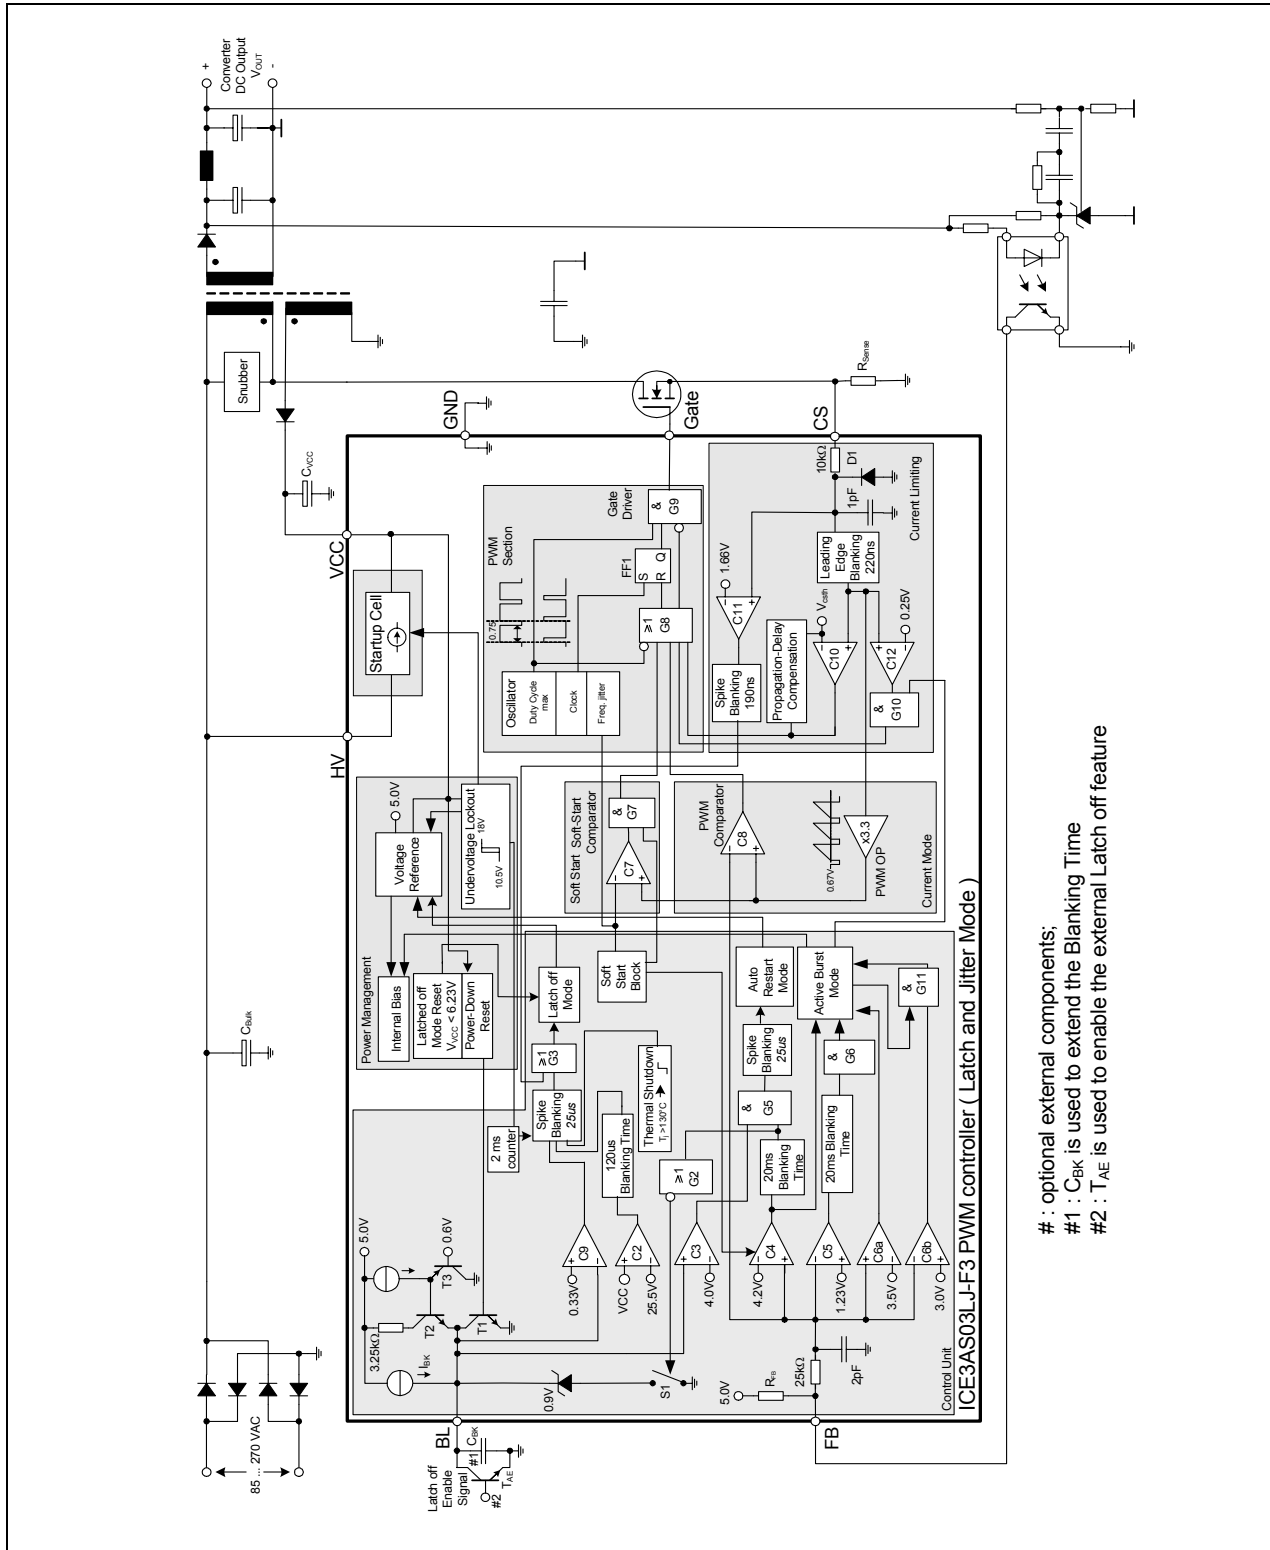 +
Converter
DC Output
VOUT
-
Snubber
CVCC
CBulk
85 ... 270 VAC
HV
VCC
GND
Gate
CS
RSense
BL
FB
Latch off
Enable
Signal
#1 CBK
#2
TAE
Startup Cell
Power Management
Internal Bias
Voltage
Reference
5.0V
Latched off
Mode Reset
VVCC < 6.23V
Power-Down
Reset
Undervoltage Lockout
18V
10.5V
5.0V
3.25kΩ
IBK
T2
T3
0.6V
T1
0.9V
S1
2 ms
counter
Spike
Blanking
25us
≥1
G3
Latch off
Mode
120us
Blanking Time
Thermal Shutdown
Tj >130°C
0.33V
C9
VCC
25.5V
C2
4.0V
C3
≥1
G2
&
G5
Spike
Blanking
25us
Auto
Restart
Mode
4.2V
C4
20ms
Blanking
Time
1.23V
C5
20ms Blanking
Time
&
G6
Active Burst
Mode
3.5V
C6a
3.0V
C6b
&
G11
5.0V
RFB
25kΩ
2pF
Control Unit
Soft
Start
Block
Soft Start
Soft-Start
Comparator
C7
&
G7
PWM
Comparator
C8
0.67V
x3.3
PWM OP
Current Mode
Oscillator
Duty Cycle
max
Clock
Freq. jitter
0.75
PWM
Section
≥1
G8
FF1
S
R
Q
Gate
Driver
&
G9
1.66V
C11
Spike
Blanking
190ns
Propagation-Delay
Compensation
Vcsth
C10
C12
0.25V
&
G10
Leading
Edge
Blanking
220ns
10kΩ
D1
1pF
Current Limiting
ICE3AS03LJ-F3 PWM controller ( Latch and Jitter Mode )
# : optional external components;
#1 : CBK is used to extend the Blanking Time
#2 : TAE is used to enable the external Latch off feature